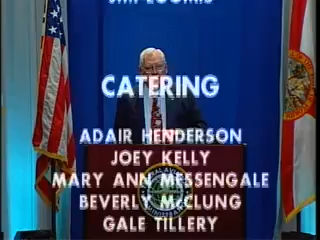 CATERING
ADAIR HENDERSON
JOEY KELLY
MARY ANN MESSENGALE
BEVERLY McCLUNG
GALE TILLERY